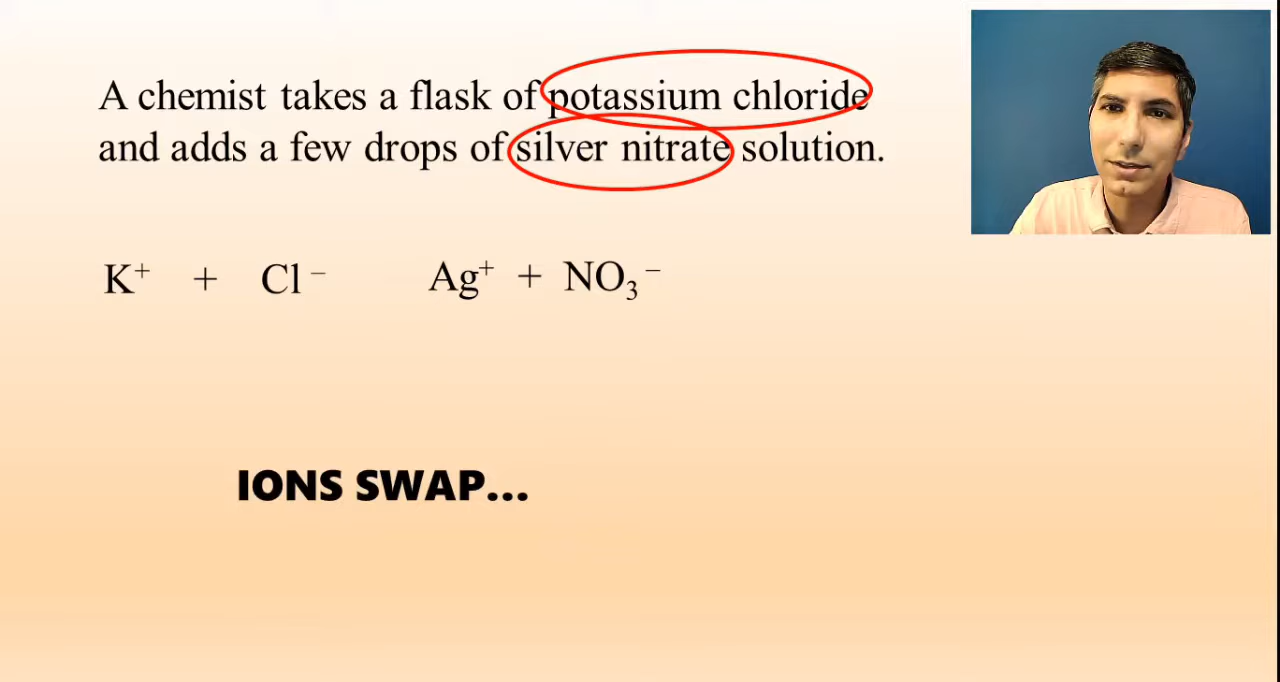 A chemist takes a flask of potassium chloride
and adds a few drops of silver nitrate solution.
K⁺ + Cl⁻ Ag⁺ + NO₃⁻
IONS SWAP...